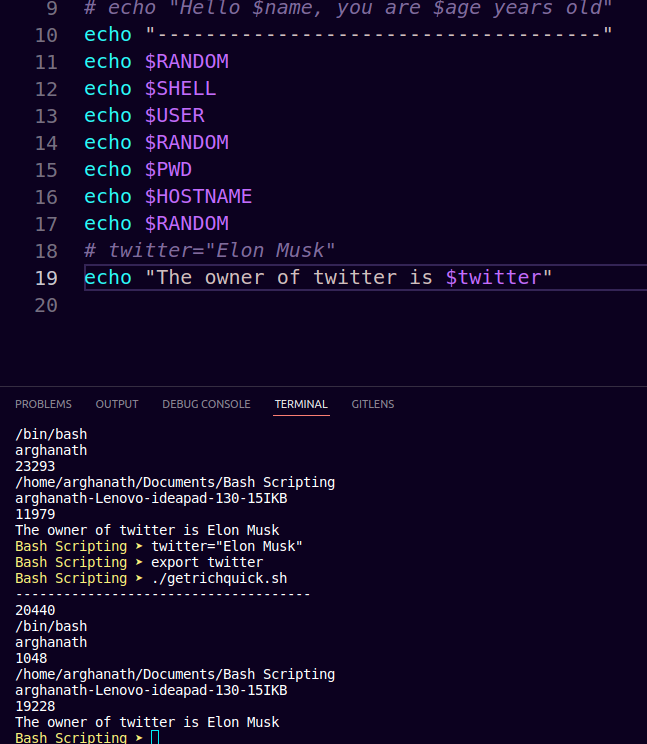 9 # echo "Hello $name, you are $age years old"
10 echo "-------------------------------------"
11 echo $RANDOM
12 echo $SHELL
13 echo $USER
14 echo $RANDOM
15 echo $PWD
16 echo $HOSTNAME
17 echo $RANDOM
18 # twitter="Elon Musk"
19 echo "The owner of twitter is $twitter"
20
PROBLEMS OUTPUT DEBUG CONSOLE TERMINAL GITLENS
/bin/bash
arghanath
23293
/home/arghanath/Documents/Bash Scripting
arghanath-Lenovo-ideapad-130-15IKB
11979
The owner of twitter is Elon Musk
Bash Scripting ➤ twitter="Elon Musk"
Bash Scripting ➤ export twitter
Bash Scripting ➤ ./getrichquick.sh
-------------------------------------
20440
/bin/bash
arghanath
1048
/home/arghanath/Documents/Bash Scripting
arghanath-Lenovo-ideapad-130-15IKB
19228
The owner of twitter is Elon Musk
Bash Scripting ➤